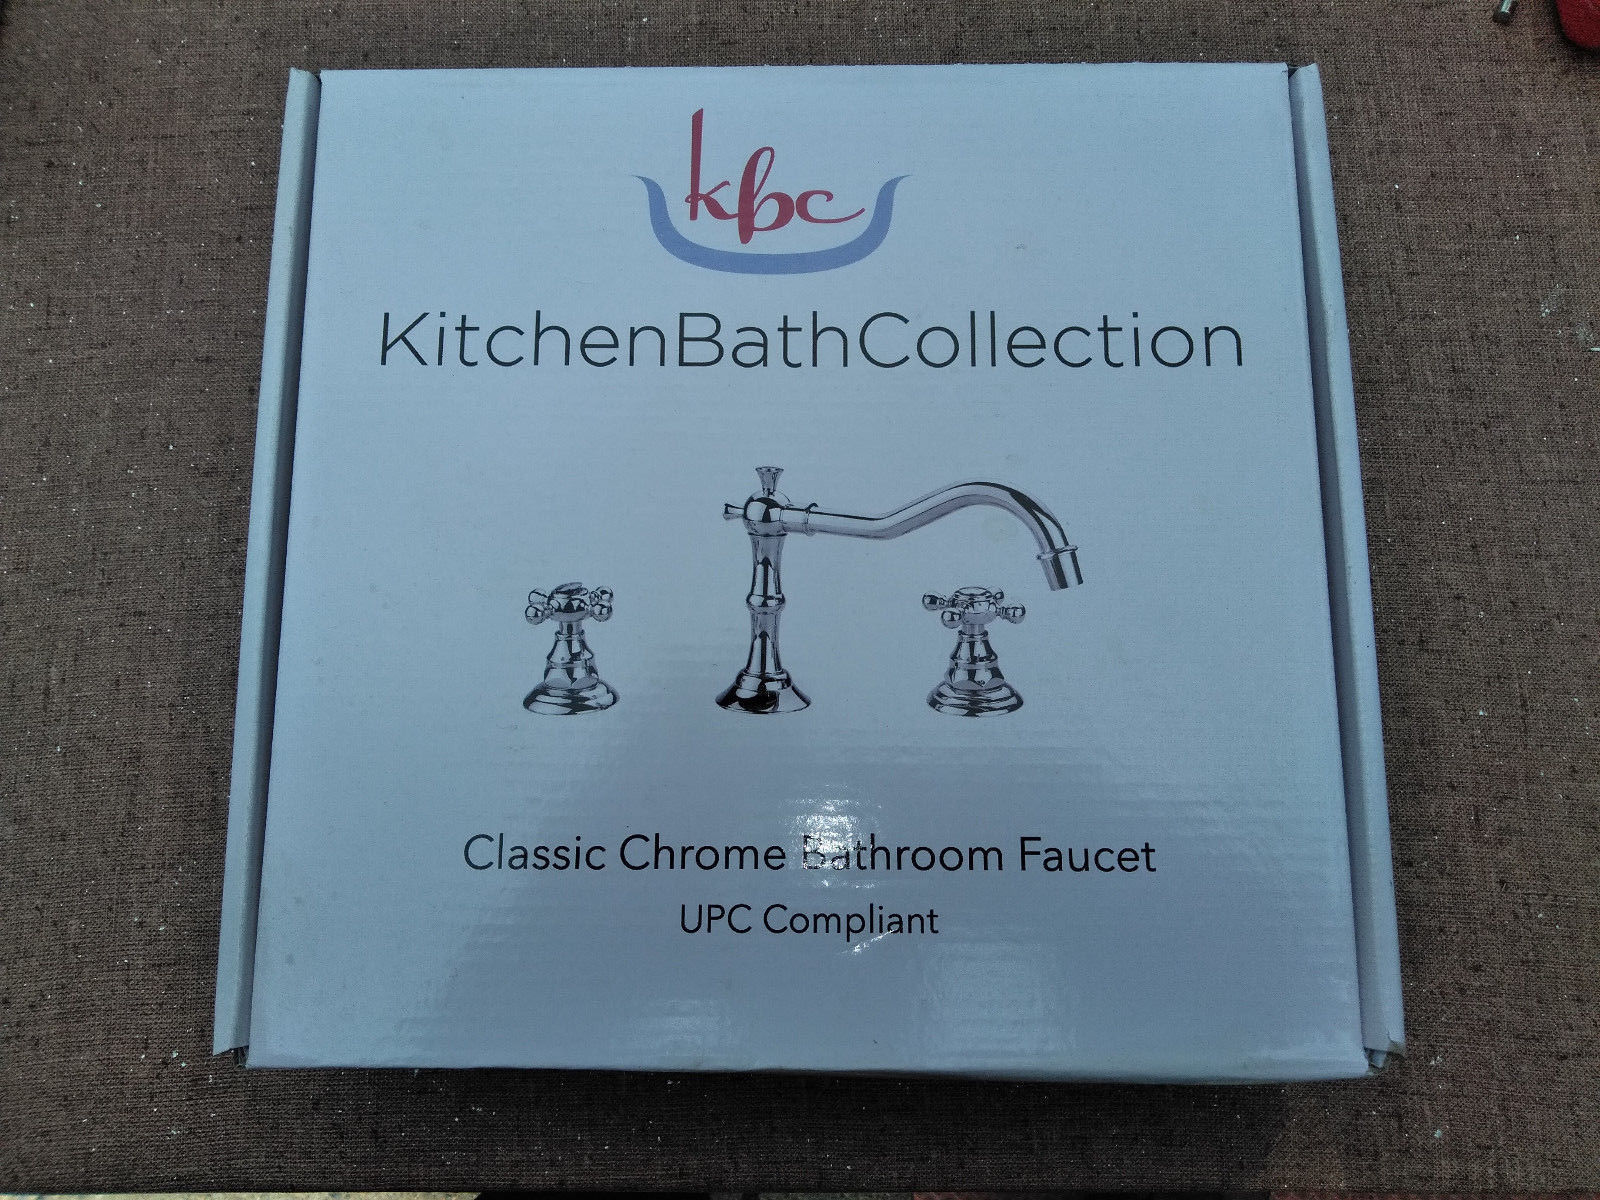 kbc
KitchenBathCollection
Classic Chrome Bathroom Faucet
UPC Compliant